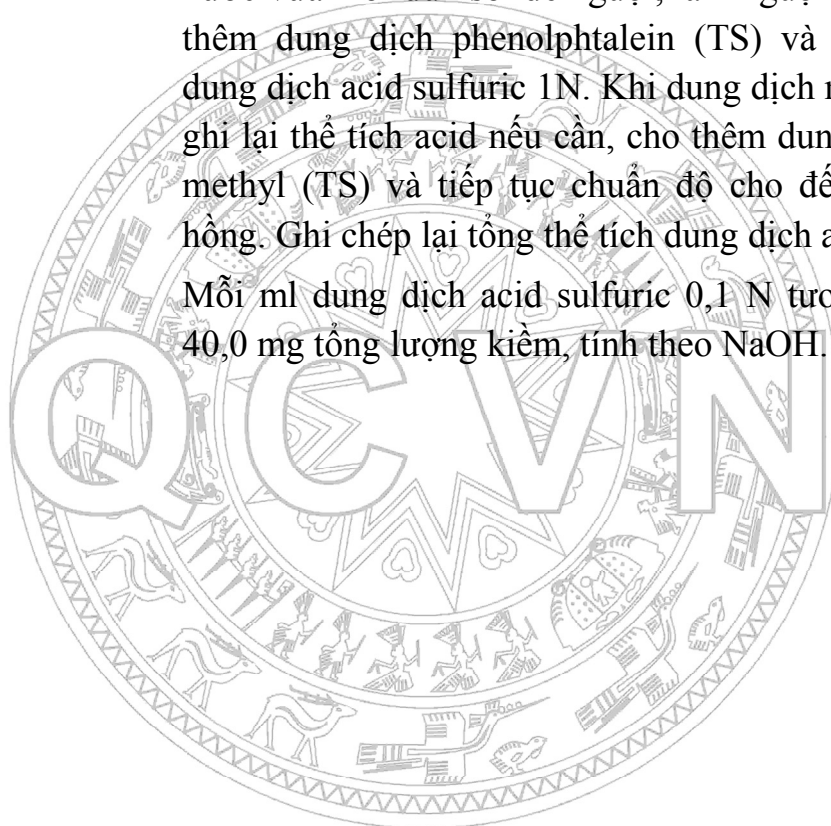 thêm dung dịch phenolphtalein (TS) và
dung dịch acid sulfuric 1N. Khi dung dịch
ghi lại thể tích acid nếu cần, cho thêm
methyl (TS) và tiếp tục chuẩn độ cho
hồng. Ghi chép lại tổng thể tích dung dịch
Mỗi ml dung dịch acid sulfuric 0,1 N
40,0 mg tổng lượng kiềm, tính theo NaOH.
QCVN